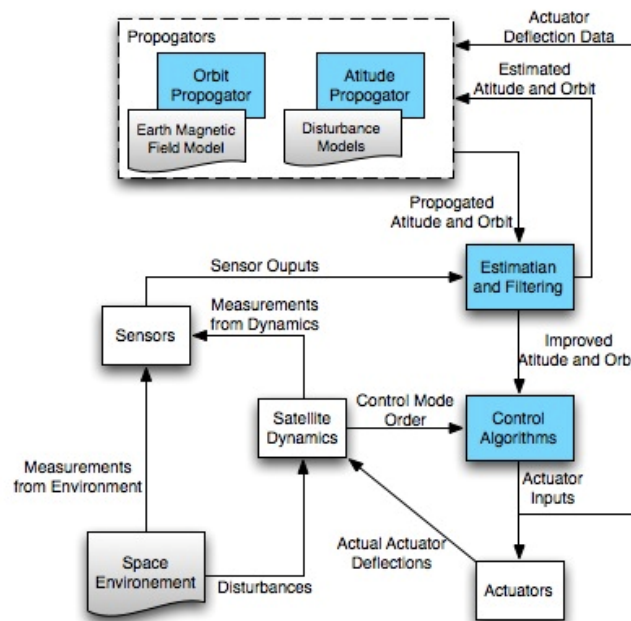 Propogators
Actuator
Deflection Data
Orbit
Propogator
Atitude
Propogator
Estimated
Atitude and Orbit
Earth Magnetic
Field Model
Disturbance
Models
Propogated
Atitude and Orbit
Sensor Ouputs
Estimatian
and Filtering
Measurements
from Dynamics
Sensors
Improved
Atitude and Orb
Satellite
Dynamics
Control Mode
Order
Control
Algorithms
Measurements
from Environment
Actuator
Inputs
Space
Environement
Disturbances
Actual Actuator
Deflections
Actuators